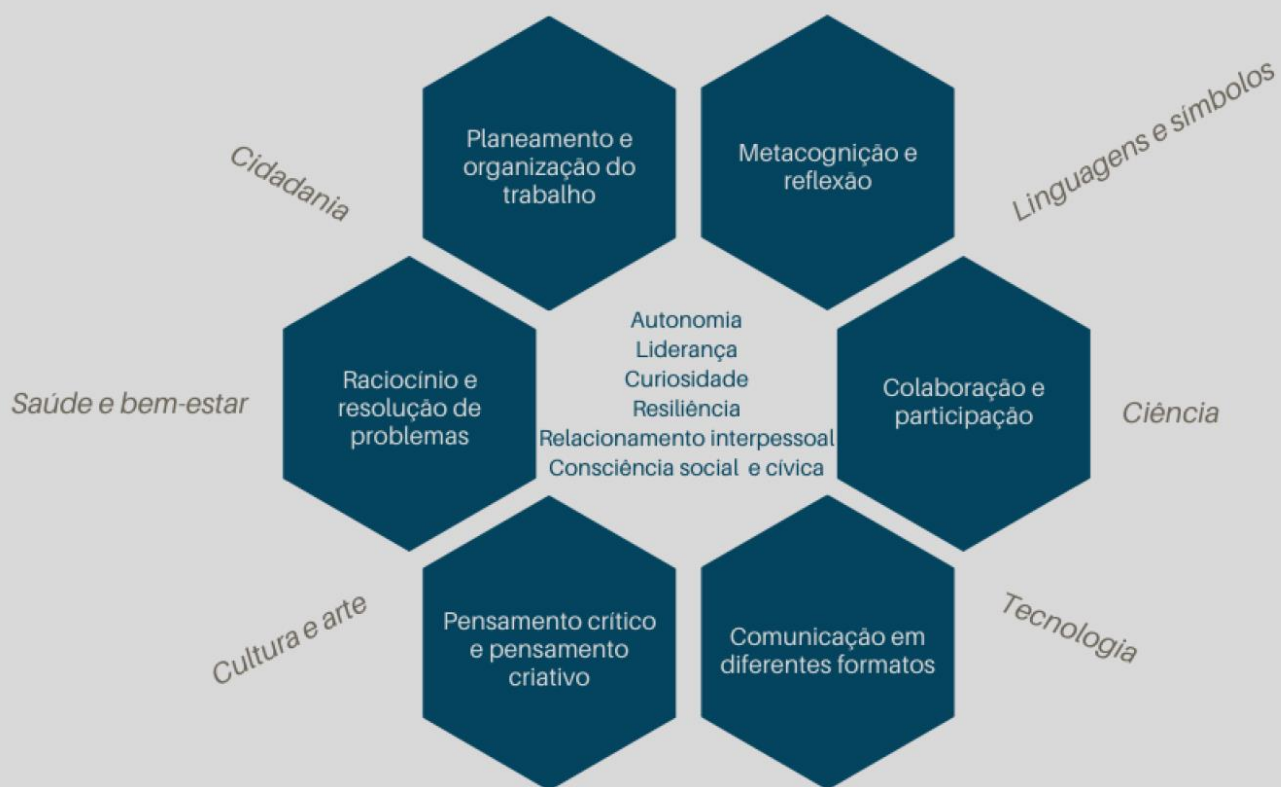 Cidadania
Planeamento e
organização do
trabalho
Metacognição e
reflexão
Linguagens e símbolos
Saúde e bem-estar
Raciocínio e
resolução de
problemas
Autonomia
Liderança
Curiosidade
Resiliência
Relacionamento interpessoal
Consciência social e cívica
Colaboração e
participação
Ciência
Cultura e arte
Pensamento crítico
e pensamento
criativo
Comunicação em
diferentes formatos
Tecnologia